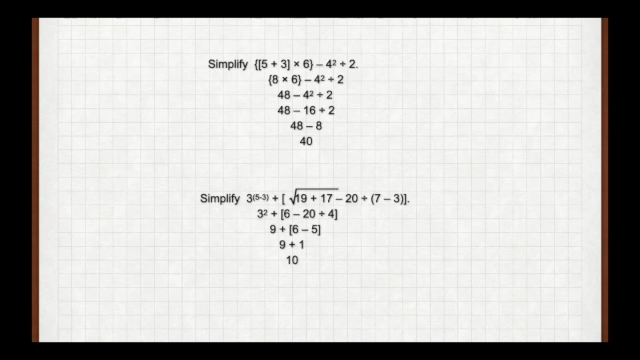 Simplify {[5 + 3] × 6} – 4² ÷ 2.
{8 × 6} – 4² ÷ 2
48 – 4² ÷ 2
48 – 16 ÷ 2
48 – 8
40
Simplify 3⁽⁵⁻³⁾ + [ √19 + 17 – 20 ÷ (7 – 3)].
3² + [6 – 20 ÷ 4]
9 + [6 – 5]
9 + 1
10